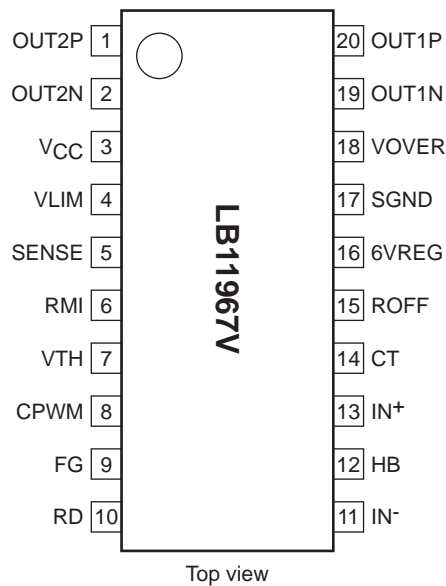 OUT2P 1 20 OUT1P
OUT2N 2 19 OUT1N
VCC 3 18 VOVER
VLIM 4 17 SGND
SENSE 5 16 6VREG
RMI 6 15 ROFF
VTH 7 14 CT
CPWM 8 13 IN+
FG 9 12 HB
RD 10 11 IN-
LB11967V
Top view